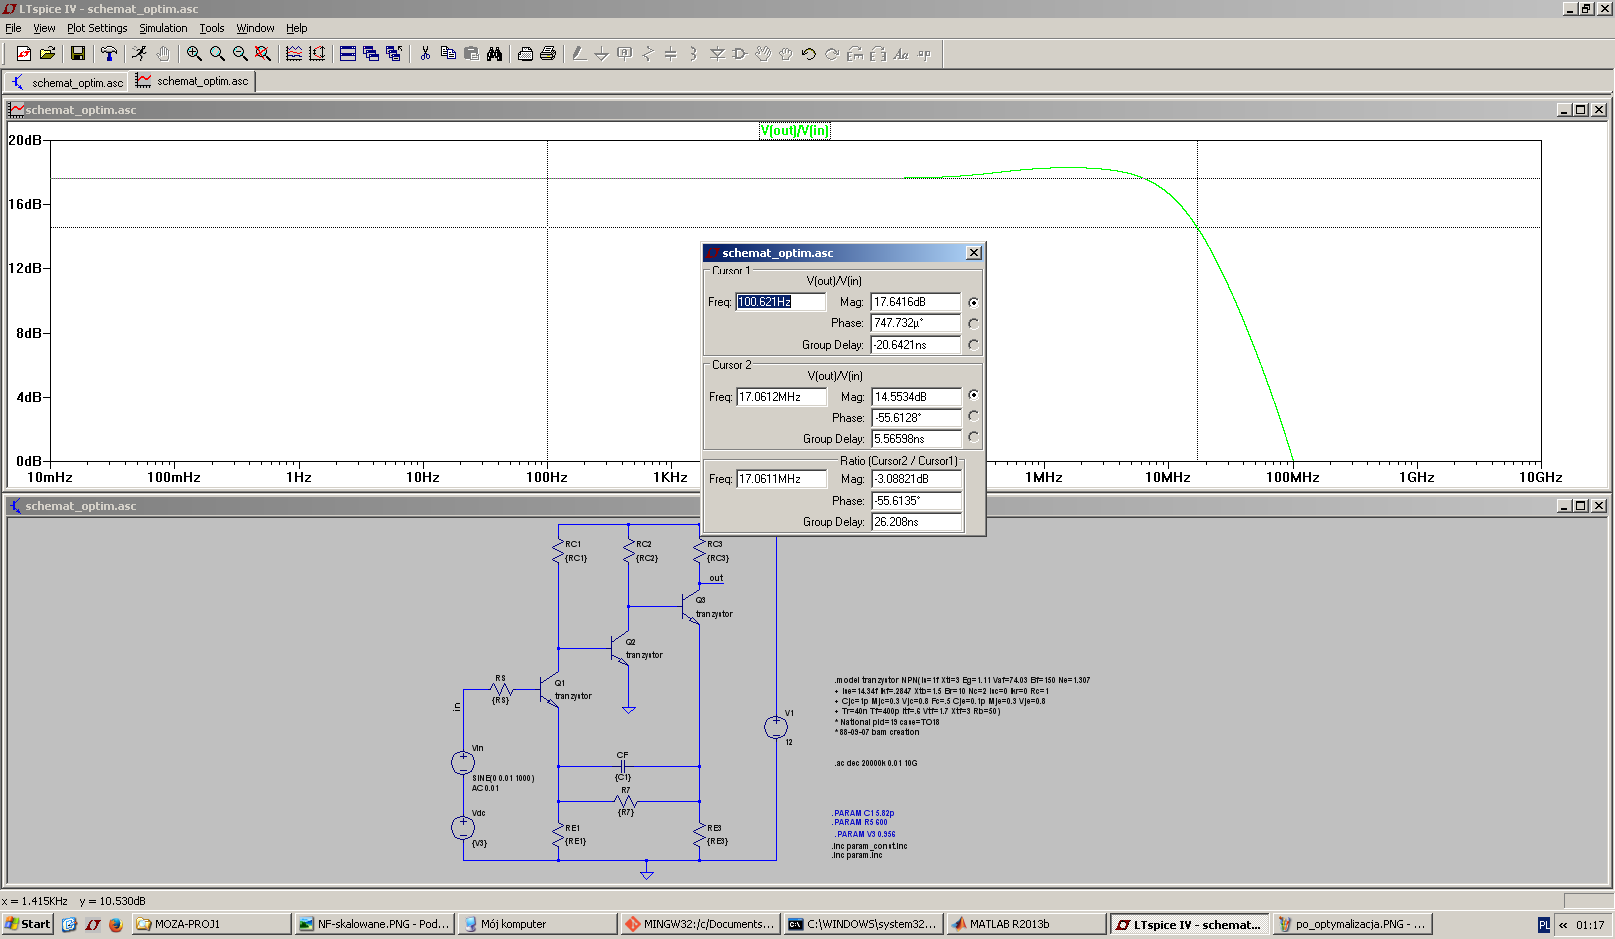 LTspice IV - schemat_optim.asc
File View Plot Settings Simulation Tools Window Help
schemat_optim.asc schemat_optim.asc
schemat_optim.asc
V(out)/V(in)
20dB
16dB
12dB
8dB
4dB
0dB
10mHz 100mHz 1Hz 10Hz 100Hz 1KHz 1MHz 10MHz 100MHz 1GHz 10GHz
schemat_optim.asc
Cursor 1
V(out)/V(in)
Freq: 100.621Hz Mag: 17.6416dB
Phase: 747.732µ°
Group Delay: -20.6421ns
Cursor 2
V(out)/V(in)
Freq: 17.0612MHz Mag: 14.5534dB
Phase: -55.6128°
Group Delay: 5.56598ns
Ratio (Cursor2 / Cursor1)
Freq: 17.0611MHz Mag: -3.08821dB
Phase: -55.6135°
Group Delay: 26.208ns
schemat_optim.asc
RC1 RC2 RC3
{RC1} {RC2} {RC3}
out
Q3
tranzystor
Q2
tranzystor
RS
{RS}
Q1
tranzystor
in
V1
12
Vin
SINE(0 0.01 1000)
AC 0.01
CF
{C1}
R7
{R7}
Vdc
{V3}
RE1
{RE1}
RE3
{RE3}
.model tranzystor NPN(Is=1f Xti=3 Eg=1.11 Vaf=74.03 Bf=150 Ne=1.307
+ Ise=14.34f Ikf=.2847 Xtb=1.5 Br=10 Nc=2 Isc=0 Ikr=0 Rc=1
+ Cjc=1p Mjc=0.3 Vjc=0.8 Fc=.5 Cje=0.1p Mje=0.3 Vje=0.8
+ Tr=40n Tf=400p Itf=.6 Vtf=1.7 Xtf=3 Rb=50)
* National pid=19 case=TO18
* 88-09-07 bam creation
.ac dec 20000k 0.01 10G
.PARAM C1 5.82p
.PARAM R5 600
.PARAM V3 0.956
.inc param_const.inc
.inc param.inc
x = 1.415KHz y = 10.530dB
Start MOZA-PROJ1 NF-skalowane.PNG - Pod... Mój komputer MINGW32:/c/Documents... C:\WINDOWS\system32... MATLAB R2013b LTspice IV - schemat... po_optymalizacja.PNG - ... PL « 01:17